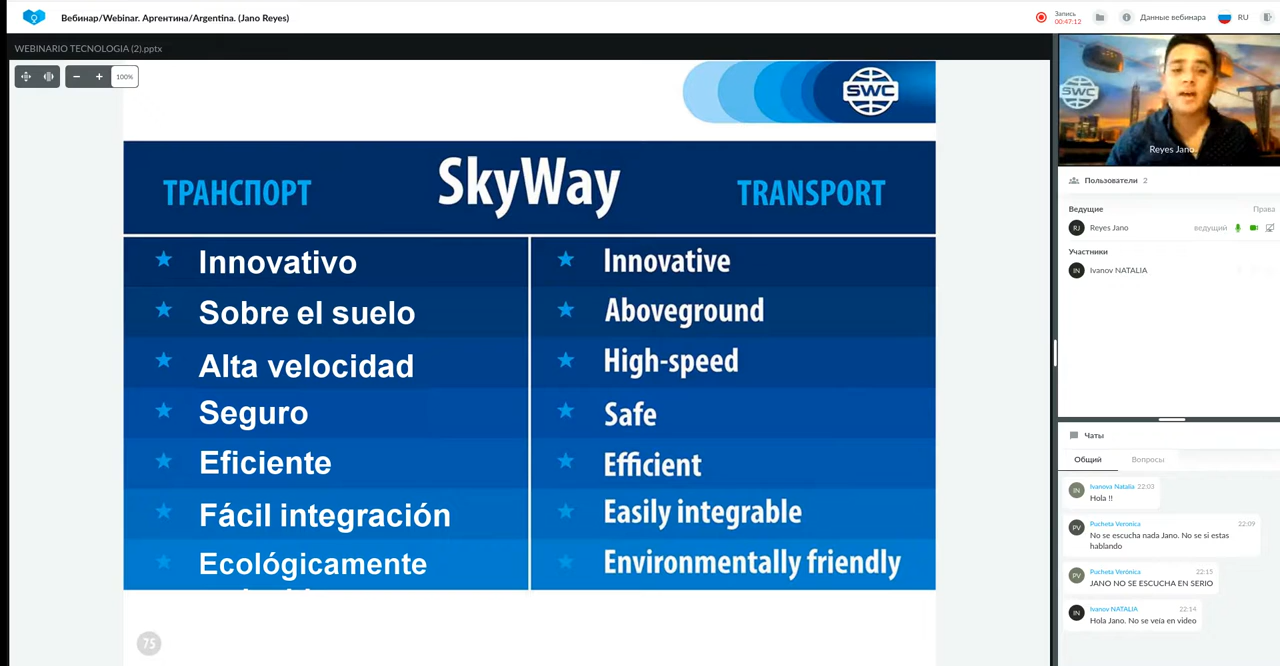 Вебинар/Webinar. Аргентина/Argentina. (Jano Reyes)
Запись
00:47:12
Данные вебинара
RU
WEBINARIO TECNOLOGIA (2).pptx
100%
SWC
ТРАНСПОРТ
SkyWay
TRANSPORT
Innovativo
Innovative
Sobre el suelo
Aboveground
Alta velocidad
High-speed
Seguro
Safe
Eficiente
Efficient
Fácil integración
Easily integrable
Ecológicamente
Environmentally friendly
75
SWC
Reyes Jano
Пользователи 2
Ведущие
Права
RJ
Reyes Jano
ведущий
Участники
IN
Ivanov NATALIA
Чаты
Общий
Вопросы
IN
Ivanova Natalia 22:03
Hola !!
PV
Pucheta Veronica 22:09
No se escucha nada Jano. No se si estas
hablando
PV
Pucheta Verónica 22:15
JANO NO SE ESCUCHA EN SERIO
IN
Ivanov NATALIA 22:14
Hola Jano. No se veía en video